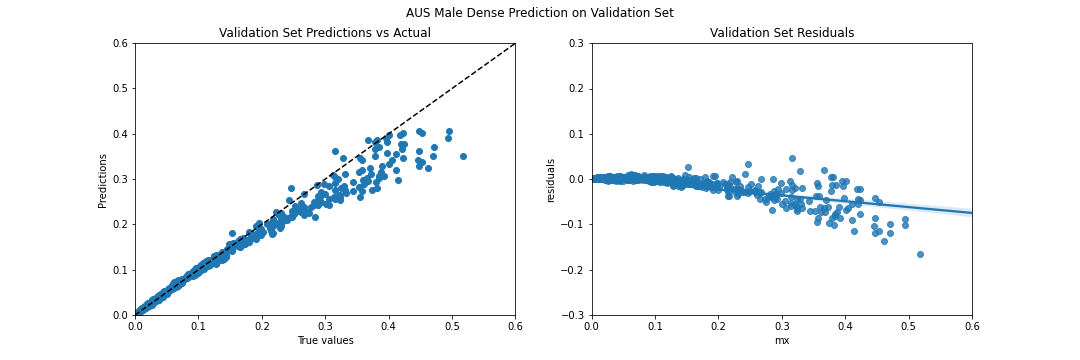 AUS Male Dense Prediction on Validation Set
Validation Set Predictions vs Actual
Predictions
0.6
0.5
0.4
0.3
0.2
0.1
0.0
0.0 0.1 0.2 0.3 0.4 0.5 0.6
True values
Validation Set Residuals
residuals
0.3
0.2
0.1
0.0
−0.1
−0.2
−0.3
0.0 0.1 0.2 0.3 0.4 0.5 0.6
mx